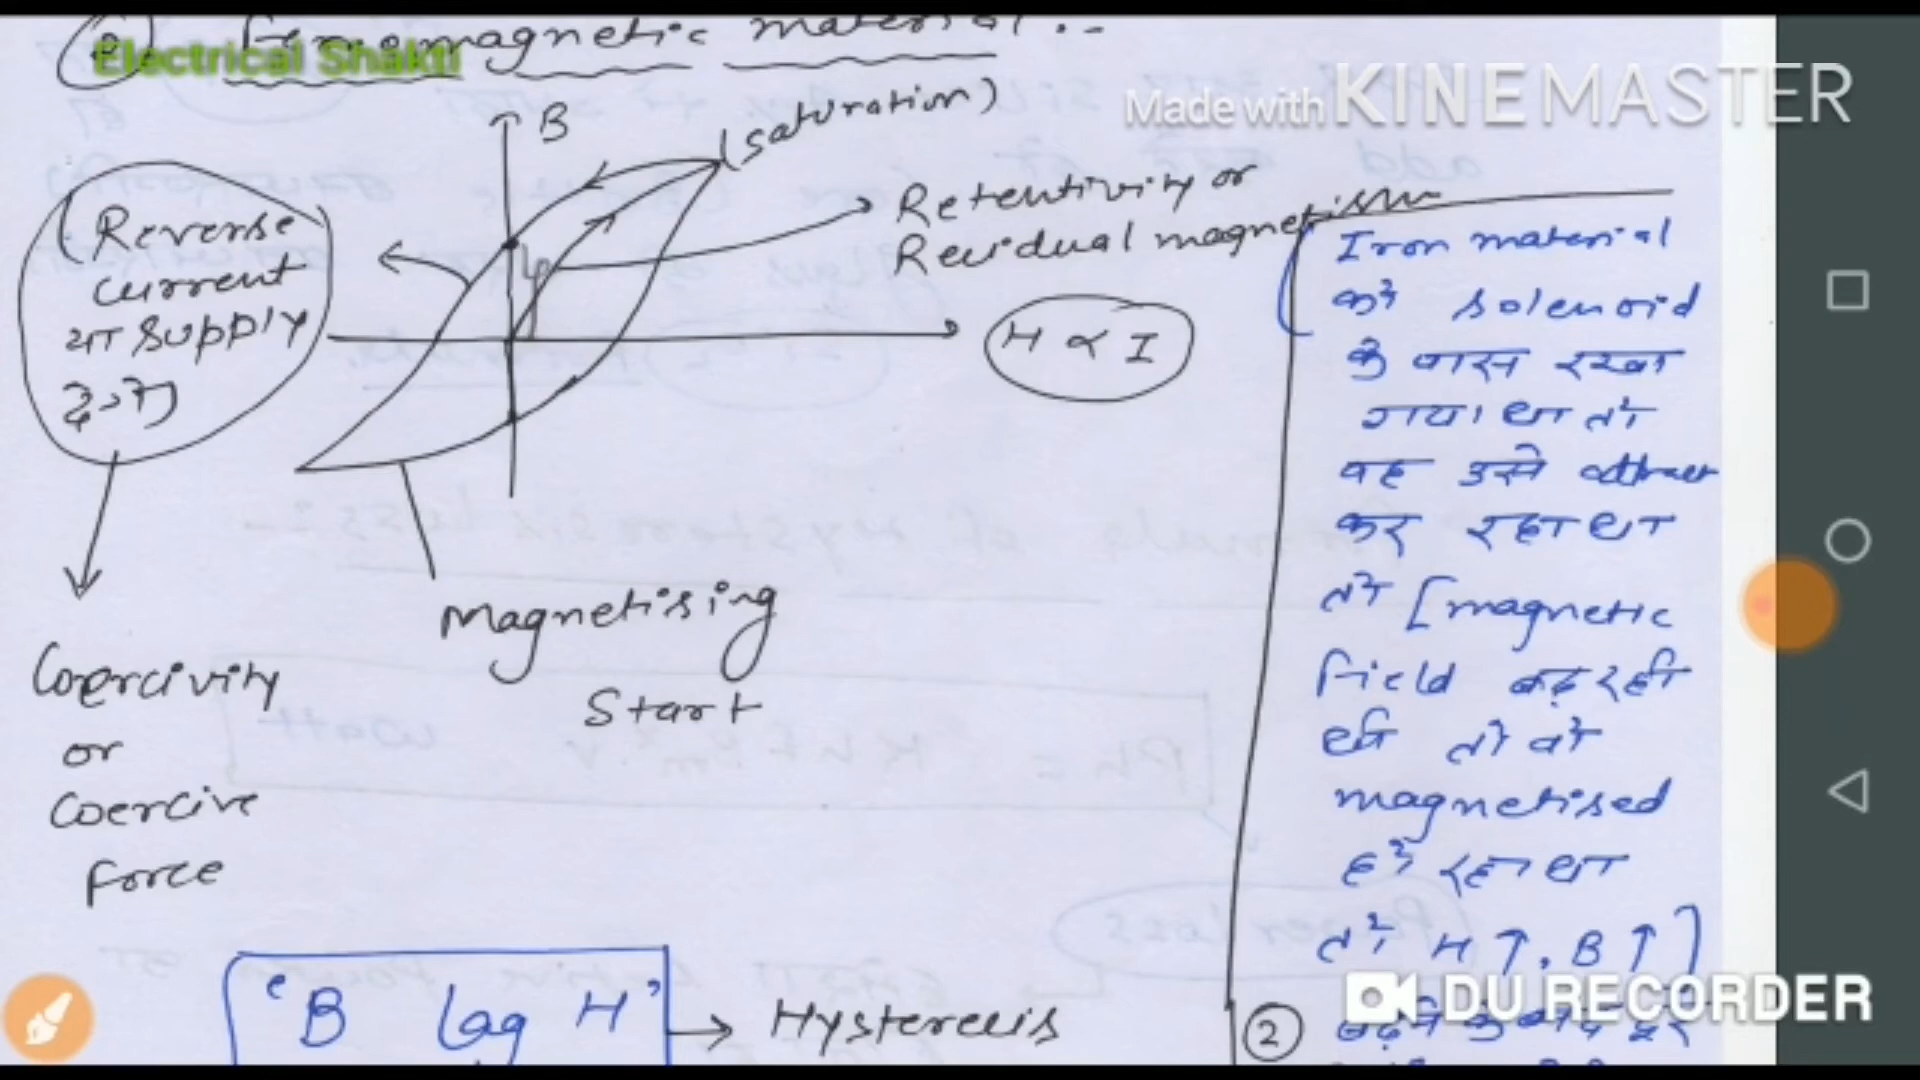 Ferromagnetic material :-
Electrical Shakti
Made with KINEMASTER
B
(saturation)
Retentivity or
Residual magnetism
(Reverse
current
का supply
देंगे)
H ∝ I
Magnetising
Start
Coercivity
or
Coercive
force
'B lag H'
Hysteresis
Iron material
को solenoid
के पास रखा
गया था तो
वह उसे attract
कर रहा था
तो [magnetic
field बढ़ रही
थी तो वो
magnetised
हो रहा था
तो H↑, B↑]
DU RECORDER
②